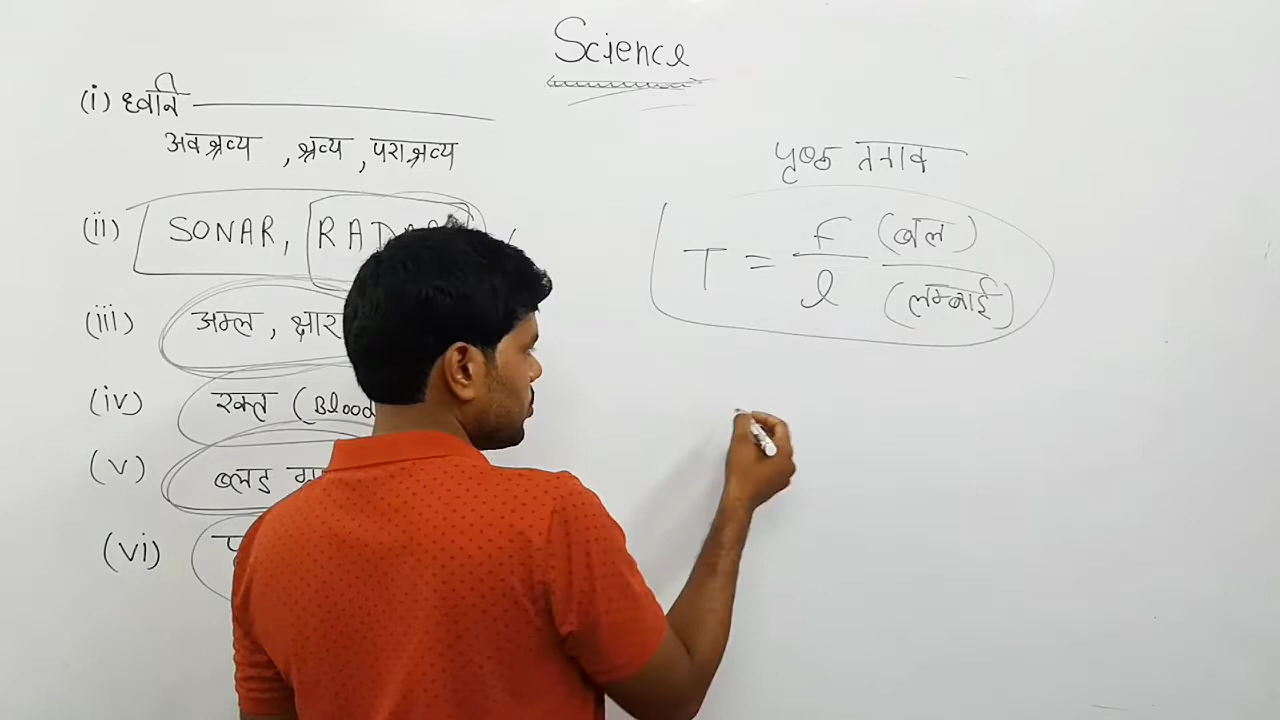 Science
(i) ध्वनि
अवश्रव्य , श्रव्य , पराश्रव्य
(ii) SONAR,
(iii) अम्ल , क्षार
(iv) रक्त (Blood
(v) ब्लड
(vi)
पृष्ठ तनाव
T = F (बल)
l (लम्बाई)